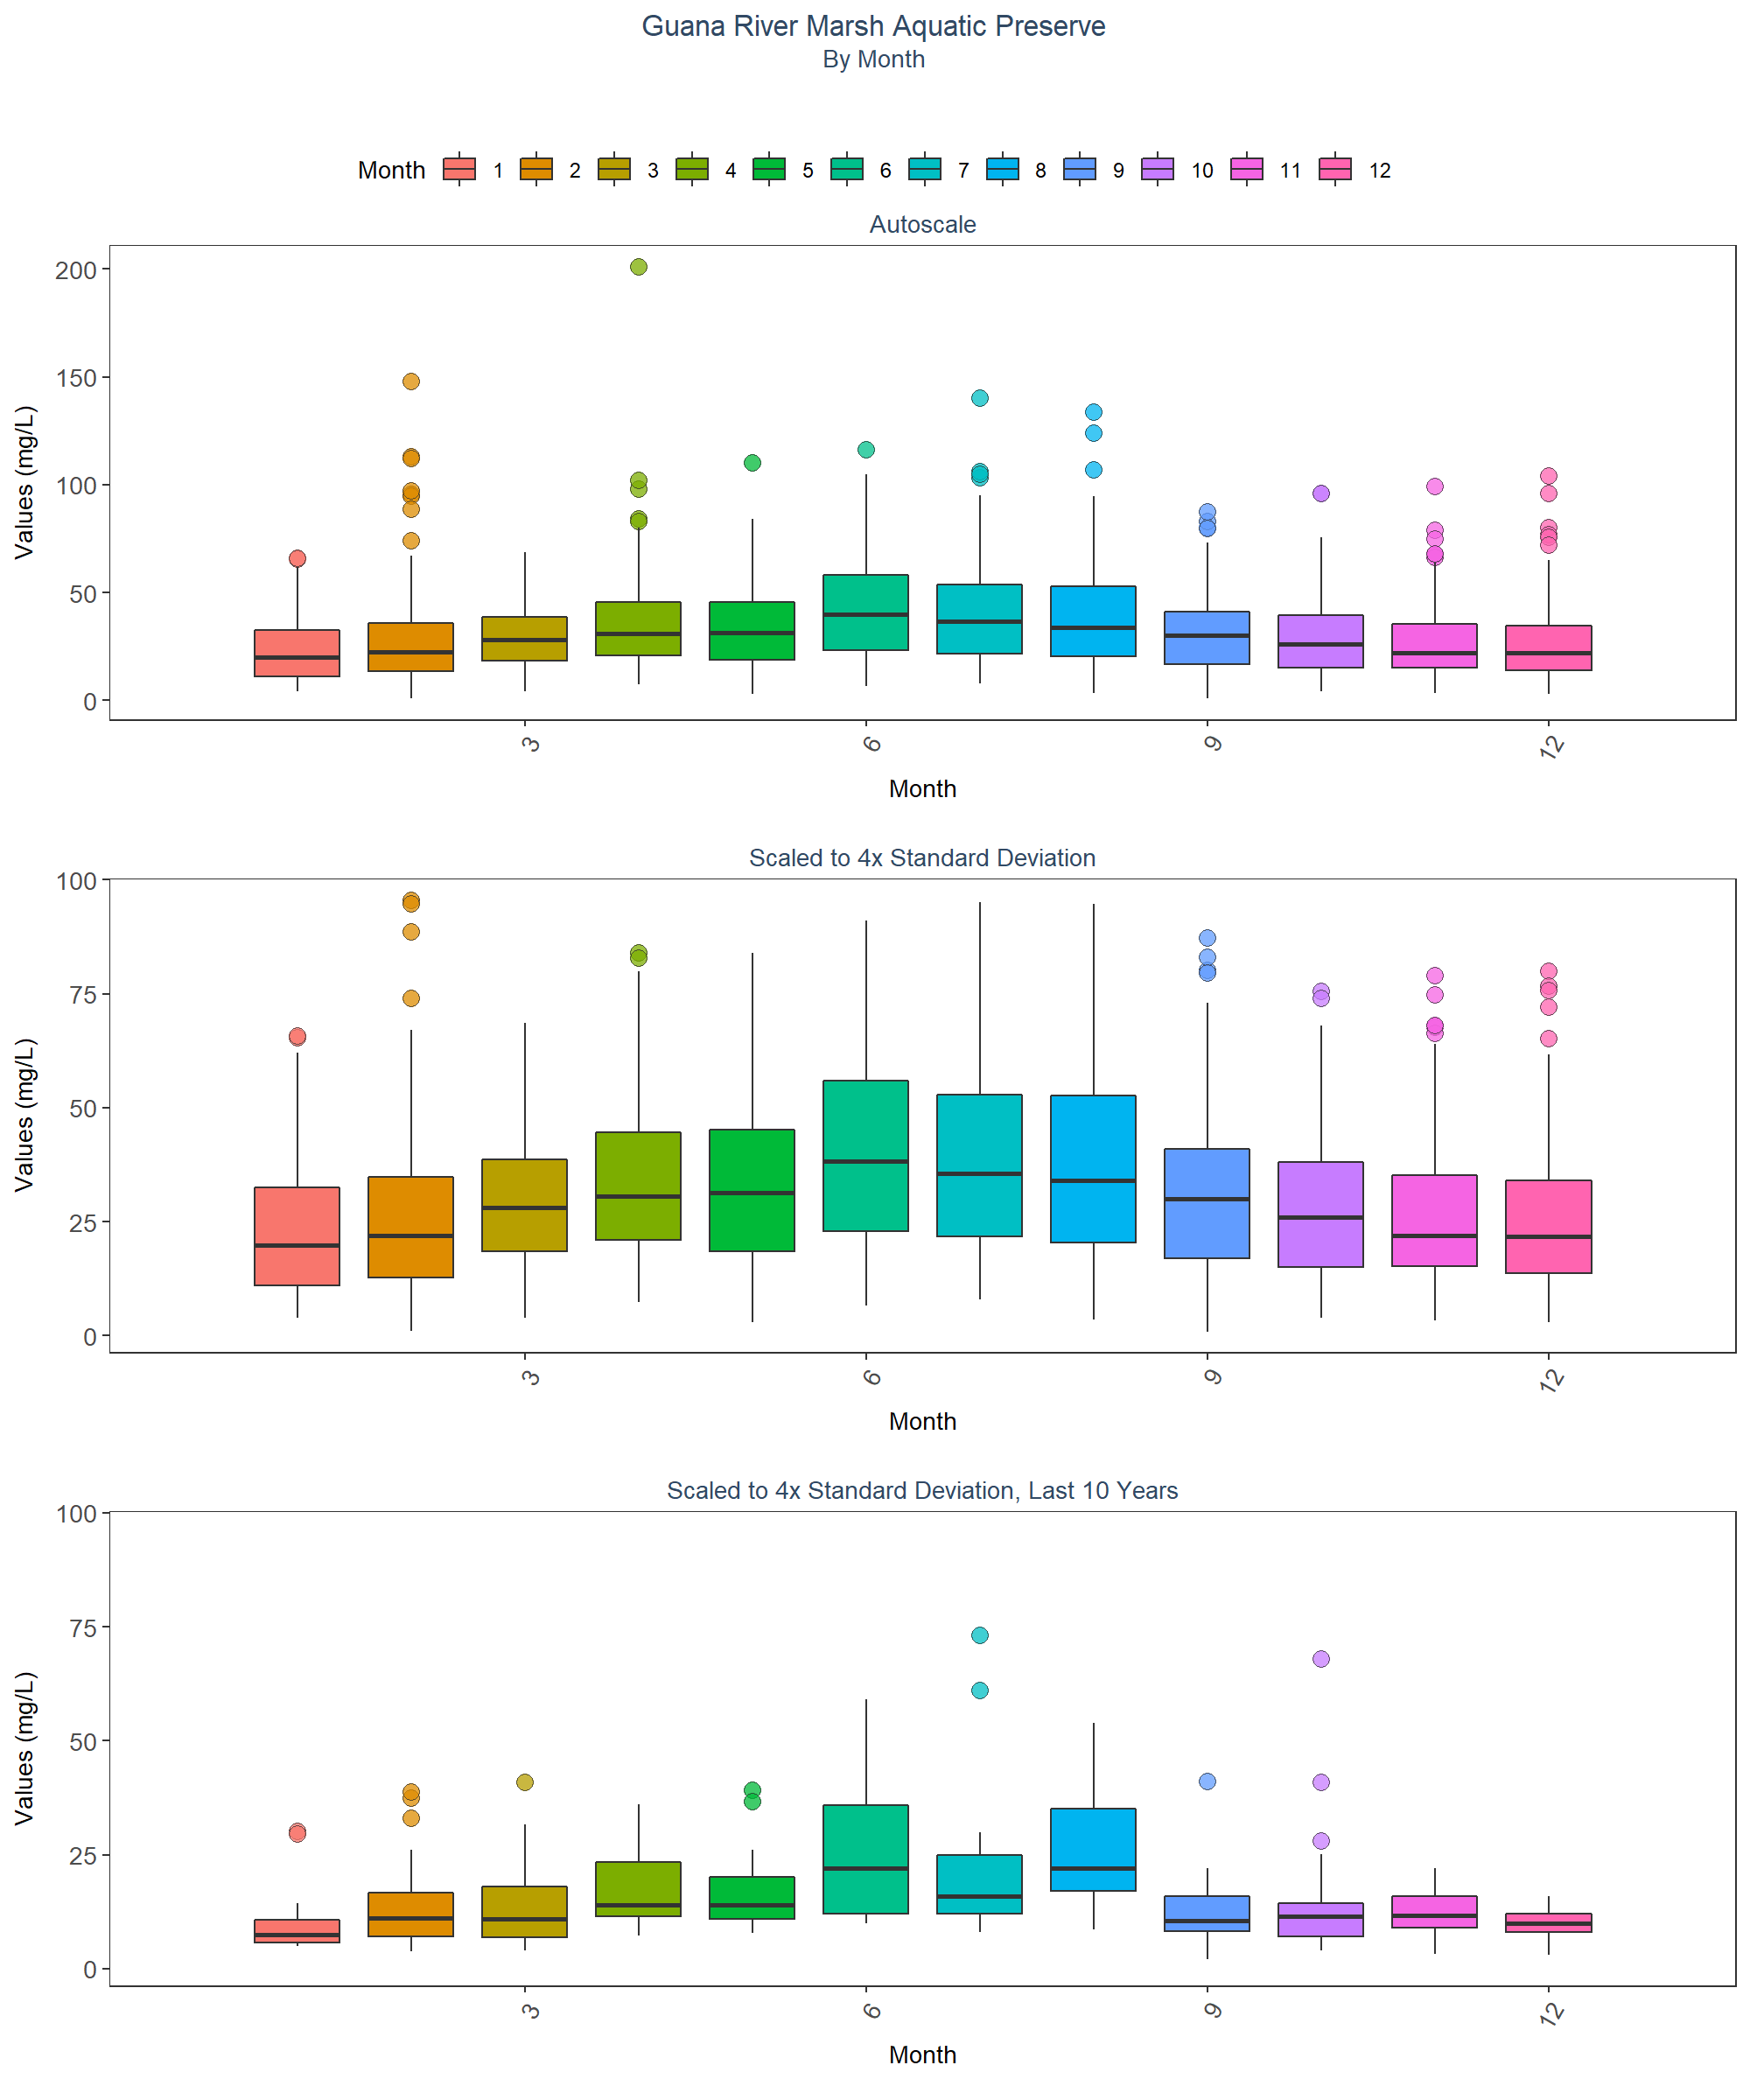 Guana River Marsh Aquatic Preserve
By Month
Month 1 2 3 4 5 6 7 8 9 10 11 12
Autoscale
Values (mg/L)
200
150
100
50
0
3 6 9 12
Month
Scaled to 4x Standard Deviation
Values (mg/L)
100
75
50
25
0
3 6 9 12
Month
Scaled to 4x Standard Deviation, Last 10 Years
Values (mg/L)
100
75
50
25
0
3 6 9 12
Month